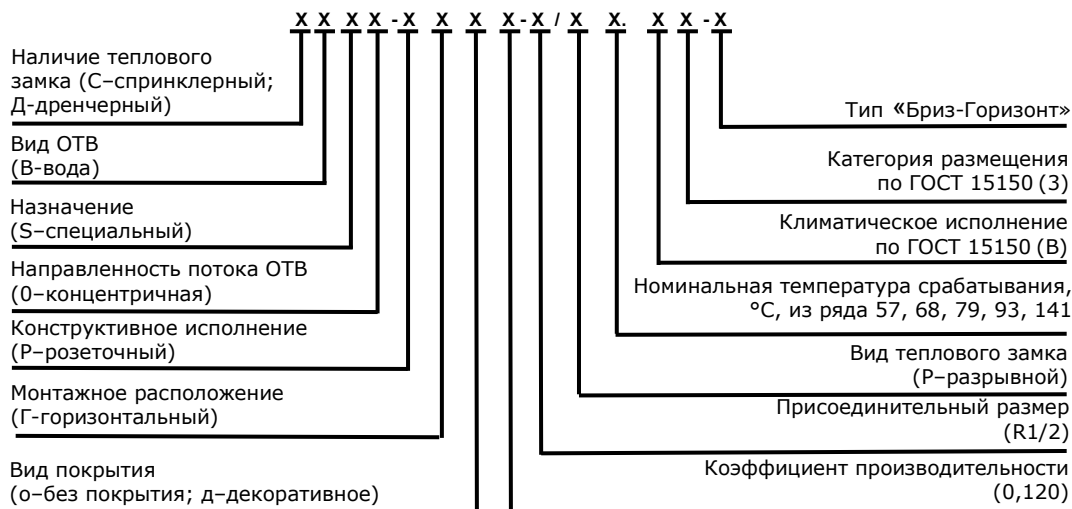 X X X X - X X X X - X / X X. X X - X
Наличие теплового
замка (С–спринклерный;
Д-дренчерный)
Вид ОТВ
(В-вода)
Назначение
(S–специальный)
Направленность потока ОТВ
(0–концентричная)
Конструктивное исполнение
(Р–розеточный)
Монтажное расположение
(Г-горизонтальный)
Вид покрытия
(о–без покрытия; д–декоративное)
Тип «Бриз-Горизонт»
Категория размещения
по ГОСТ 15150 (3)
Климатическое исполнение
по ГОСТ 15150 (В)
Номинальная температура срабатывания,
°С, из ряда 57, 68, 79, 93, 141
Вид теплового замка
(Р–разрывной)
Присоединительный размер
(R1/2)
Коэффициент производительности
(0,120)